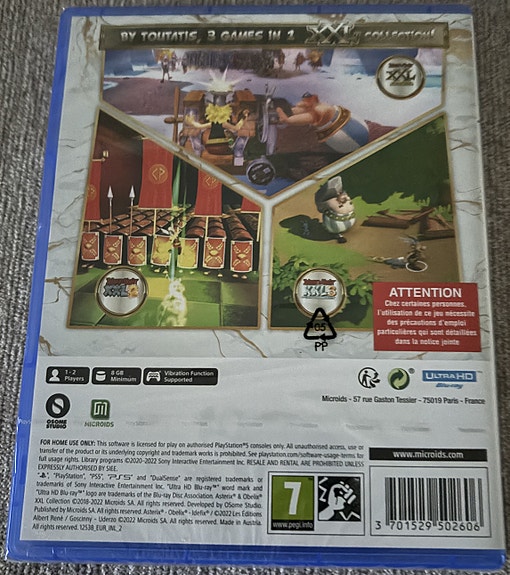 BY TOUTATIS, 3 GAMES IN 1 XXL COLLECTION!
XXL
XXL 3
05
PP
ATTENTION
Chez certaines personnes,
l'utilisation de ce jeu nécessite
des précautions d'emploi
particulières qui sont détaillées
dans la notice jointe
1 - 2
Players
8 GB
Minimum
Vibration Function
Supported
ULTRA HD
Blu-ray
Microids - 57 rue Gaston Tessier - 75019 Paris - France
OSOME
STUDIO
MICROIDS
FOR HOME USE ONLY: This software is licensed for play on authorised PlayStation®5 consoles only. All unauthorised access, use or
transfer of the product or its underlying copyright and trademark works is prohibited. See playstation.com/software-usage-terms for
full usage rights. Library programs ©2020-2022 Sony Interactive Entertainment Inc. RESALE AND RENTAL ARE PROHIBITED UNLESS
EXPRESSLY AUTHORISED BY SIEE.
"PlayStation", "PS5", "PS5" and "DualSense" are registered trademarks or
trademarks of Sony Interactive Entertainment Inc. "Ultra HD Blu-ray™" word mark and
"Ultra HD Blu-ray™" logo are trademarks of the Blu-ray Disc Association. Asterix & Obelix
XXL Collection ©2018-2022 Microids SA. All rights reserved. Developed by OSome Studio.
Published by Microids SA. All rights reserved. Asterix® - Obelix® - Idefix® / ©2022 Les Editions
Albert René / Goscinny - Uderzo ©2022 Microids SA. All rights reserved. Made in Austria.
All rights reserved. 12538_EUR_INL_2
7
www.pegi.info
www.microids.com
3 701529 502606